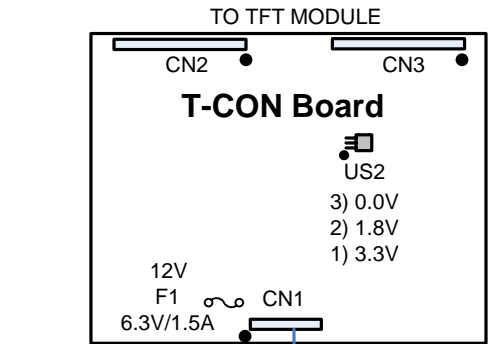 TO TFT MODULE
CN2 CN3
T-CON Board
US2
3) 0.0V
2) 1.8V
1) 3.3V
12V
F1 CN1
6.3V/1.5A